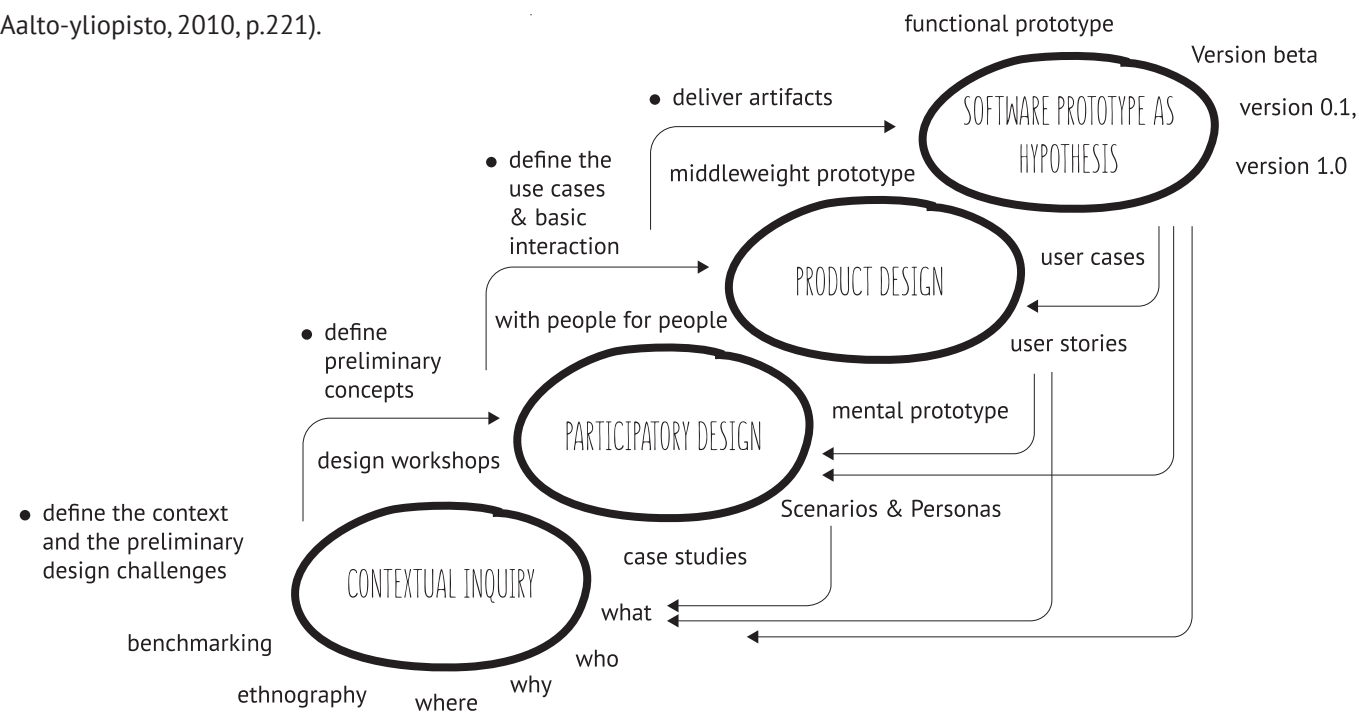 Aalto-yliopisto, 2010, p.221).
functional prototype
Version beta
version 0.1,
version 1.0
SOFTWARE PROTOTYPE AS
HYPOTHESIS
• deliver artifacts
middleweight prototype
• define the
use cases
& basic
interaction
PRODUCT DESIGN
user cases
user stories
with people for people
• define
preliminary
concepts
PARTICIPATORY DESIGN
mental prototype
design workshops
Scenarios & Personas
• define the context
and the preliminary
design challenges
CONTEXTUAL INQUIRY
case studies
what
who
why
where
ethnography
benchmarking